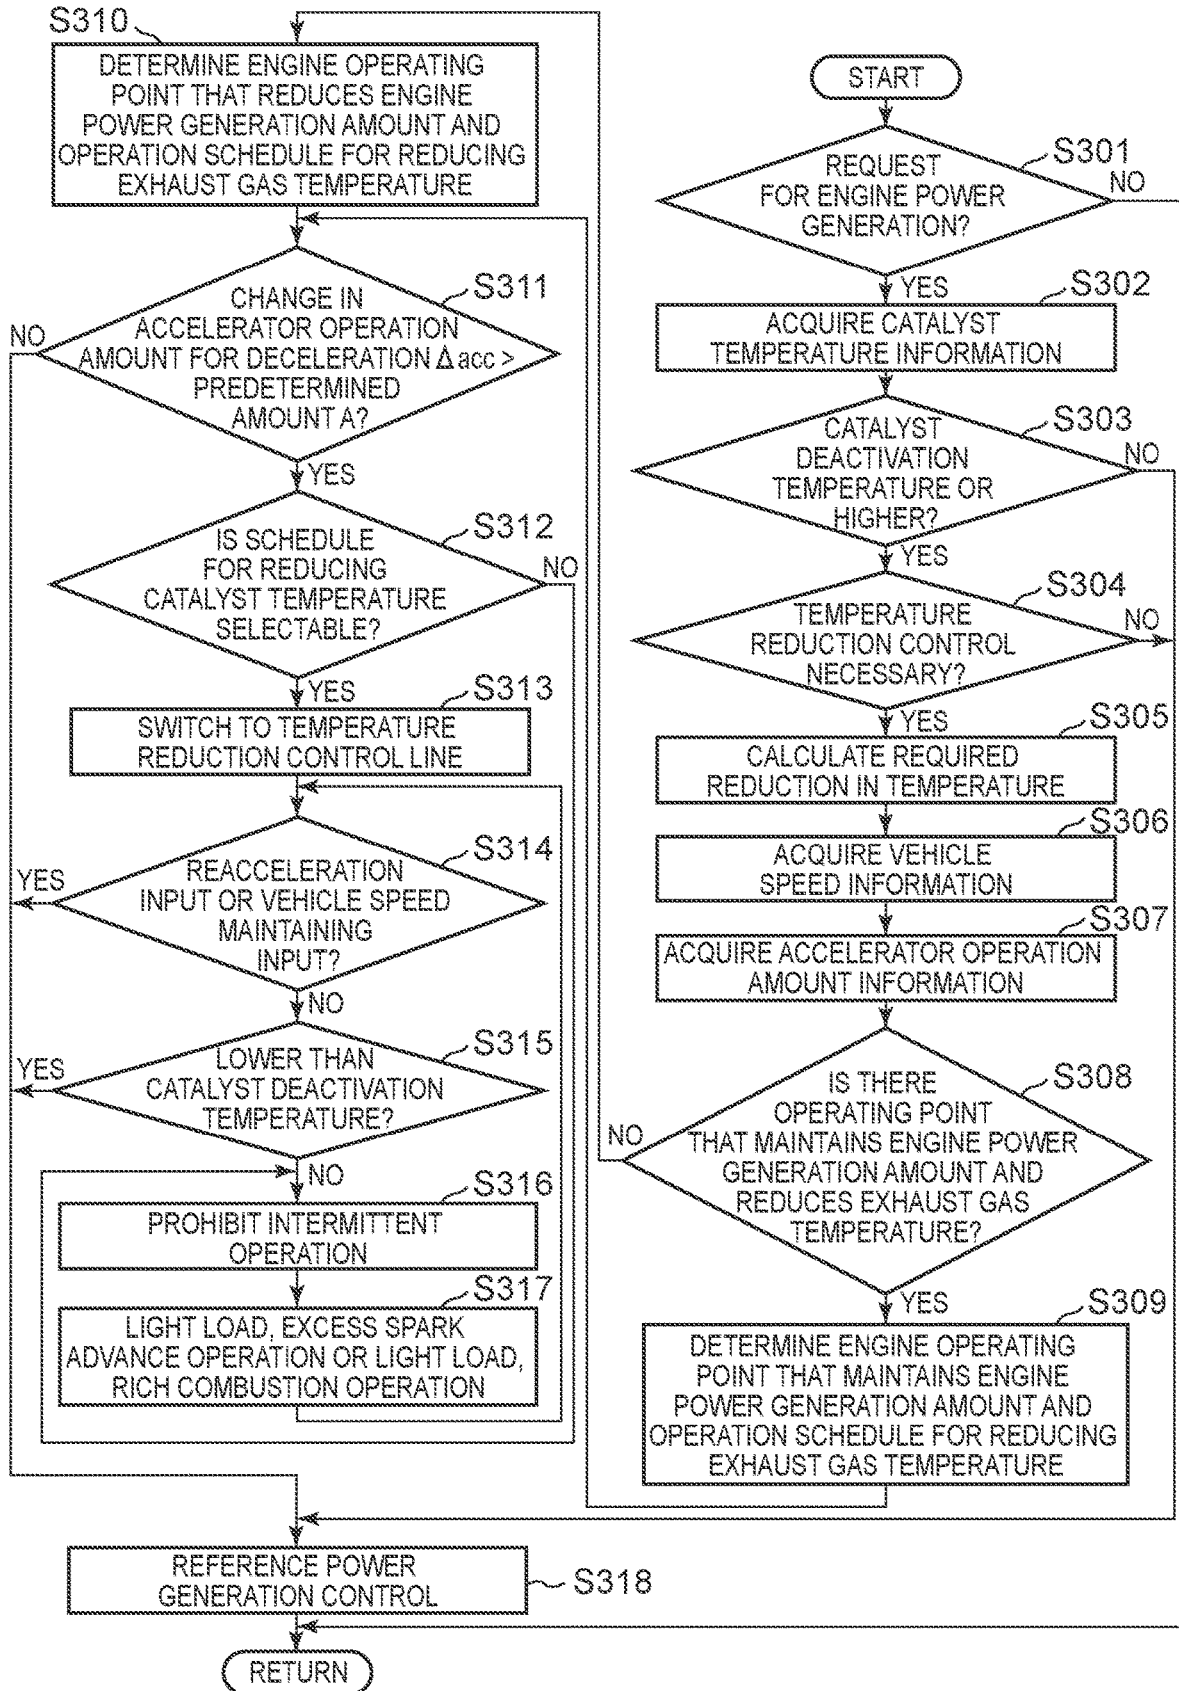 START
S301
REQUEST
FOR ENGINE POWER
GENERATION?
NO
YES
S302
ACQUIRE CATALYST
TEMPERATURE INFORMATION
S303
CATALYST
DEACTIVATION
TEMPERATURE OR
HIGHER?
NO
YES
S304
TEMPERATURE
REDUCTION CONTROL
NECESSARY?
NO
YES
S305
CALCULATE REQUIRED
REDUCTION IN TEMPERATURE
S306
ACQUIRE VEHICLE
SPEED INFORMATION
S307
ACQUIRE ACCELERATOR OPERATION
AMOUNT INFORMATION
S308
IS THERE
OPERATING POINT
THAT MAINTAINS ENGINE POWER
GENERATION AMOUNT AND
REDUCES EXHAUST GAS
TEMPERATURE?
NO
YES
S309
DETERMINE ENGINE OPERATING
POINT THAT MAINTAINS ENGINE
POWER GENERATION AMOUNT AND
OPERATION SCHEDULE FOR REDUCING
EXHAUST GAS TEMPERATURE
S310
DETERMINE ENGINE OPERATING
POINT THAT REDUCES ENGINE
POWER GENERATION AMOUNT AND
OPERATION SCHEDULE FOR REDUCING
EXHAUST GAS TEMPERATURE
S311
CHANGE IN
ACCELERATOR OPERATION
AMOUNT FOR DECELERATION Δacc >
PREDETERMINED
AMOUNT A?
NO
YES
S312
IS SCHEDULE
FOR REDUCING
CATALYST TEMPERATURE
SELECTABLE?
NO
YES
S313
SWITCH TO TEMPERATURE
REDUCTION CONTROL LINE
S314
REACCELERATION
INPUT OR VEHICLE SPEED
MAINTAINING
INPUT?
YES
NO
S315
LOWER THAN
CATALYST DEACTIVATION
TEMPERATURE?
YES
NO
S316
PROHIBIT INTERMITTENT
OPERATION
S317
LIGHT LOAD, EXCESS SPARK
ADVANCE OPERATION OR LIGHT LOAD,
RICH COMBUSTION OPERATION
REFERENCE POWER
GENERATION CONTROL
S318
RETURN